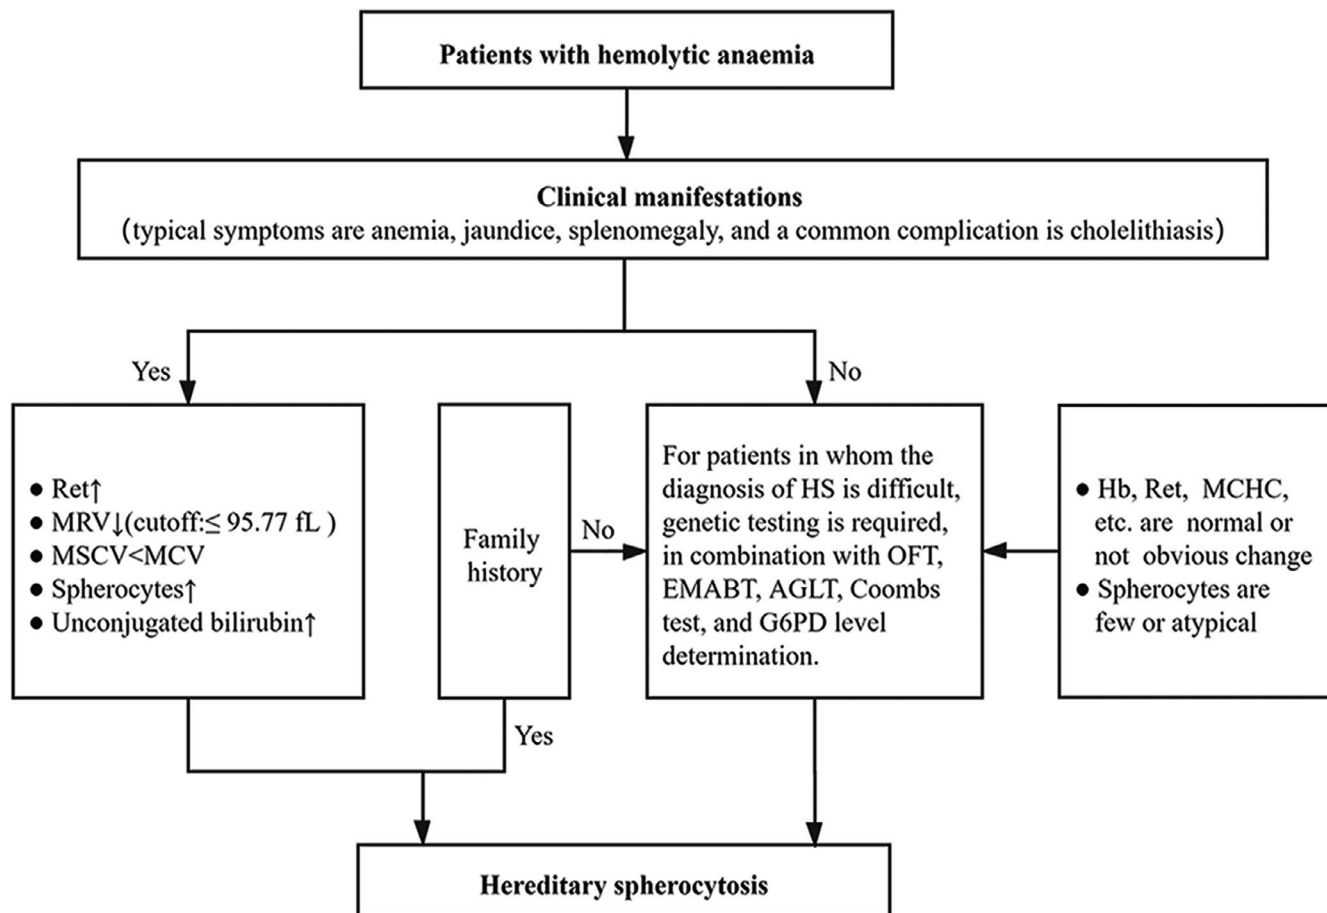 Patients with hemolytic anaemia
Clinical manifestations
(typical symptoms are anemia, jaundice, splenomegaly, and a common complication is cholelithiasis)
Yes
No
● Ret↑
● MRV↓(cutoff:≤ 95.77 fL )
● MSCV<MCV
● Spherocytes↑
● Unconjugated bilirubin↑
Family
history
No
Yes
For patients in whom the
diagnosis of HS is difficult,
genetic testing is required,
in combination with OFT,
EMABT, AGLT, Coombs
test, and G6PD level
determination.
● Hb, Ret, MCHC,
etc. are normal or
not obvious change
● Spherocytes are
few or atypical
Hereditary spherocytosis